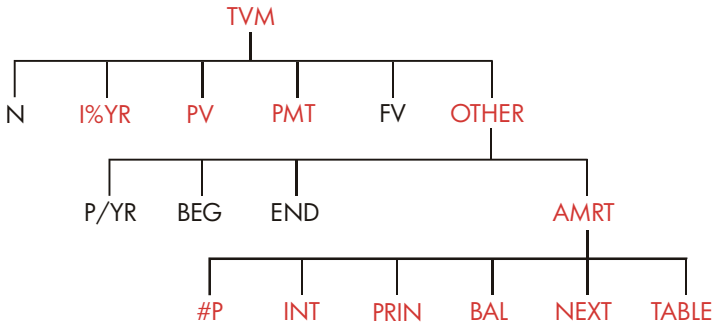 TVM
N I%YR PV PMT FV OTHER
P/YR BEG END AMRT
#P INT PRIN BAL NEXT TABLE